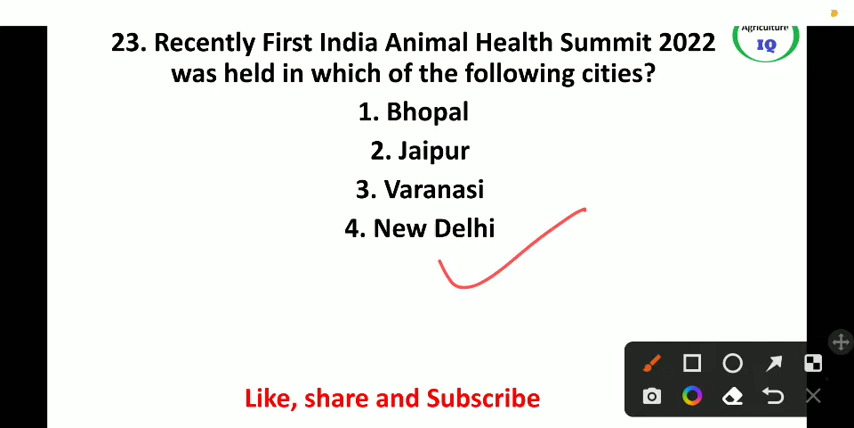 Agriculture
IQ
23. Recently First India Animal Health Summit 2022
was held in which of the following cities?
1. Bhopal
2. Jaipur
3. Varanasi
4. New Delhi
Like, share and Subscribe